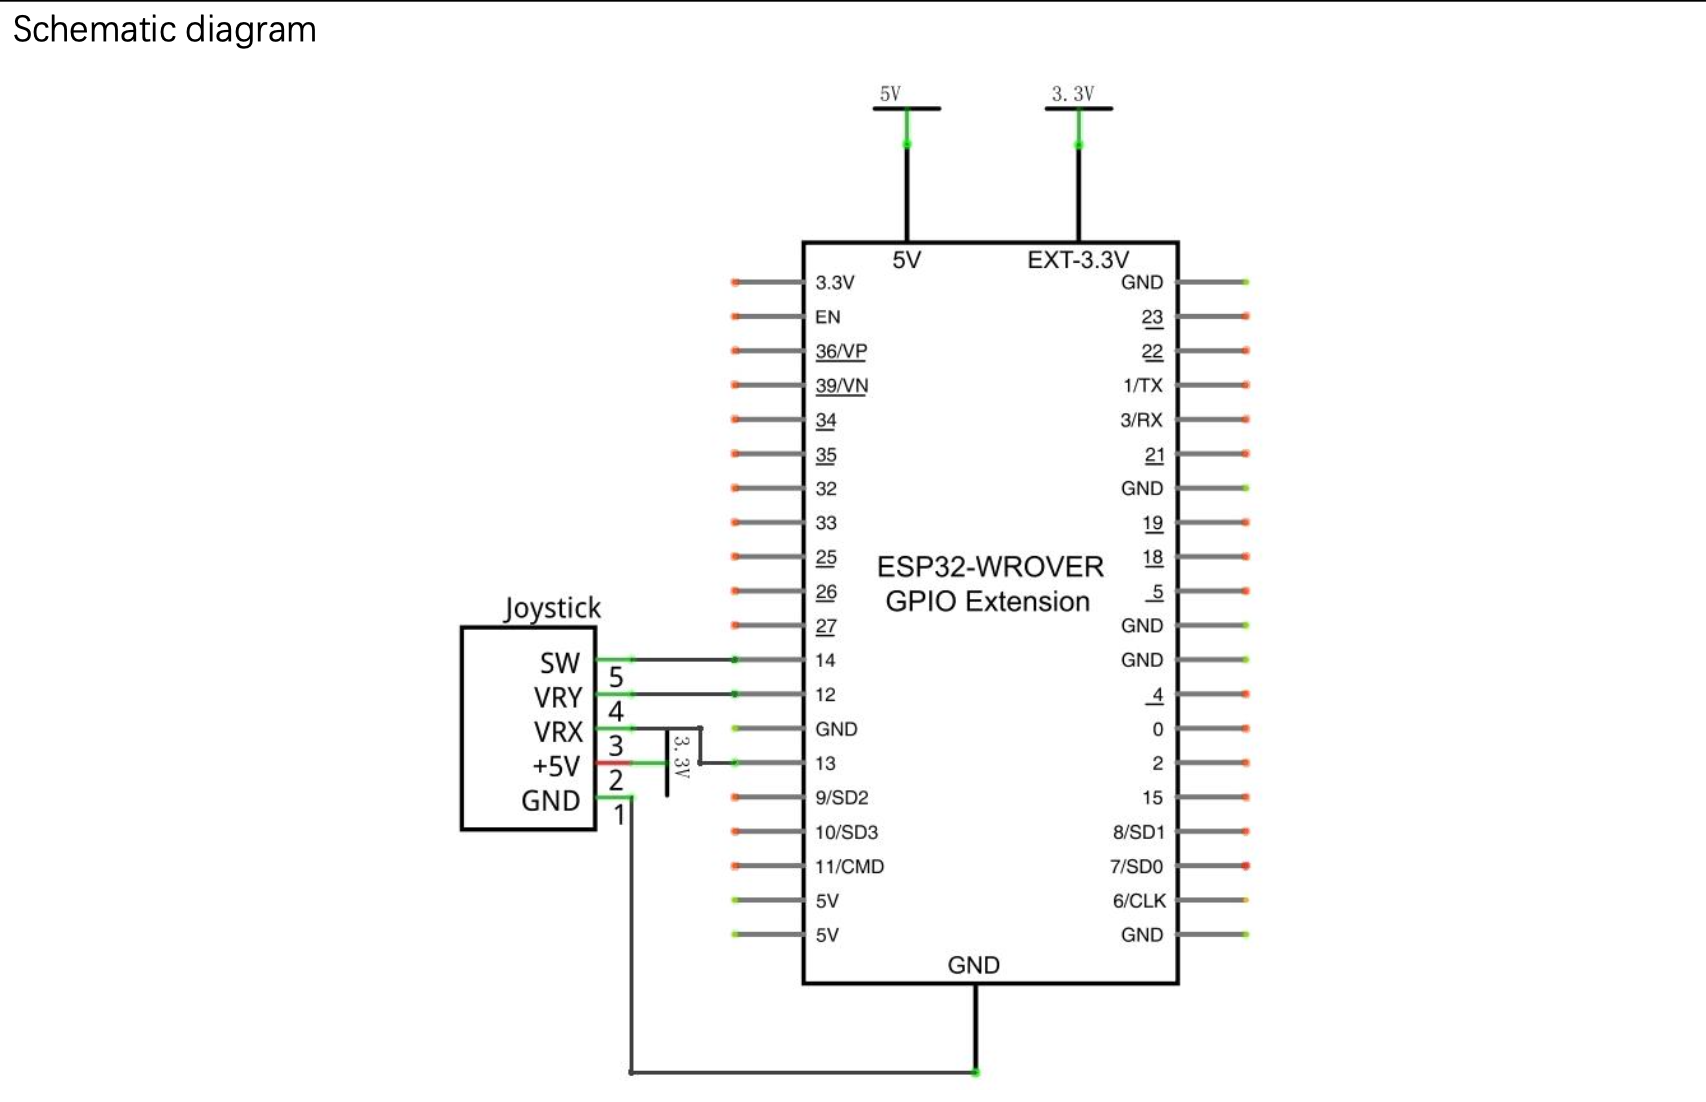 Schematic diagram
5V
3.3V
5V
EXT-3.3V
3.3V
GND
EN
23
36/VP
22
39/VN
1/TX
34
3/RX
35
21
32
GND
33
19
25
18
ESP32-WROVER
GPIO Extension
26
5
27
GND
14
GND
12
4
GND
0
13
2
9/SD2
15
10/SD3
8/SD1
11/CMD
7/SD0
5V
6/CLK
5V
GND
GND
Joystick
SW
5
VRY
4
VRX
3
+5V
2
GND
1
3.3V